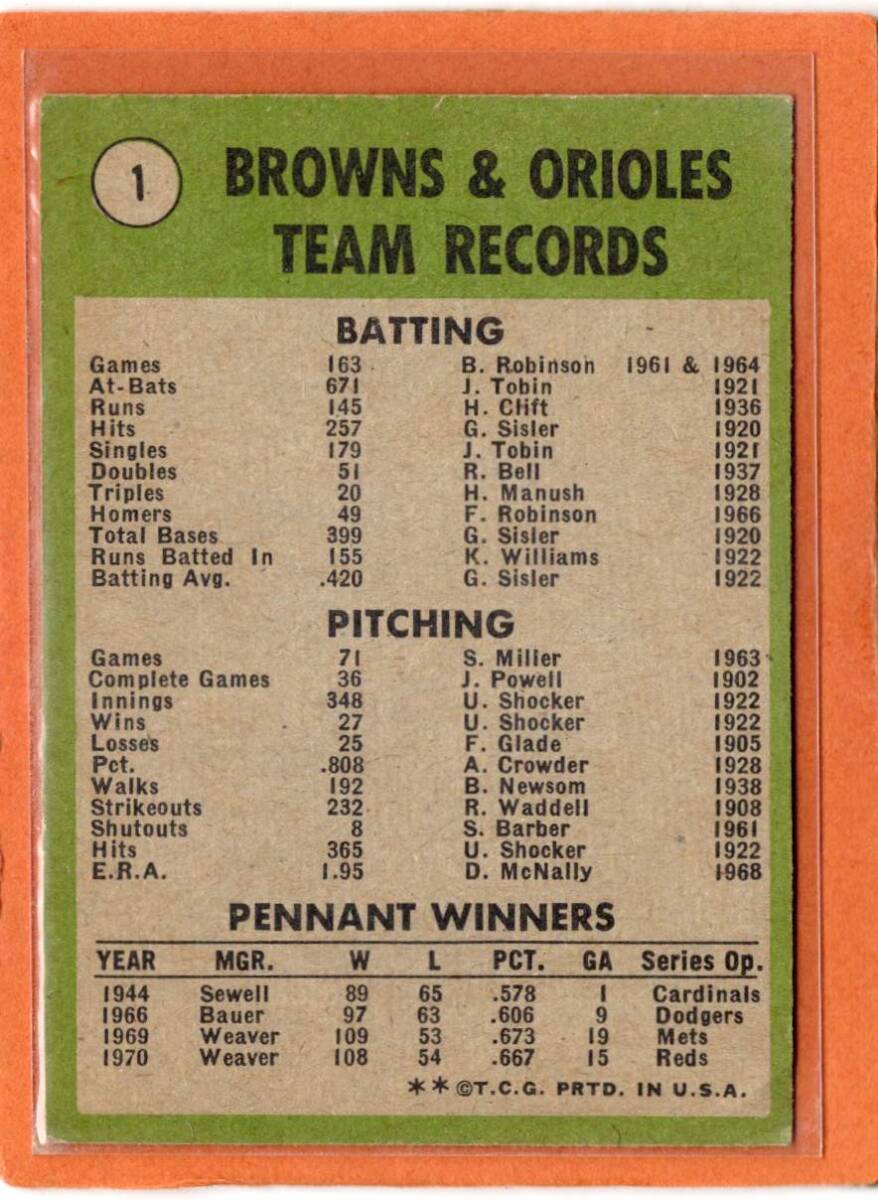 1
BROWNS & ORIOLES
TEAM RECORDS
BATTING
Games 163 B. Robinson 1961 & 1964
At-Bats 671 J. Tobin 1921
Runs 145 H. Clift 1936
Hits 257 G. Sisler 1920
Singles 179 J. Tobin 1921
Doubles 51 R. Bell 1937
Triples 20 H. Manush 1928
Homers 49 F. Robinson 1966
Total Bases 399 G. Sisler 1920
Runs Batted In 155 K. Williams 1922
Batting Avg. .420 G. Sisler 1922
PITCHING
Games 71 S. Miller 1963
Complete Games 36 J. Powell 1902
Innings 348 U. Shocker 1922
Wins 27 U. Shocker 1922
Losses 25 F. Glade 1905
Pct. .808 A. Crowder 1928
Walks 192 B. Newsom 1938
Strikeouts 232 R. Waddell 1908
Shutouts 8 S. Barber 1961
Hits 365 U. Shocker 1922
E.R.A. 1.95 D. McNally 1968
PENNANT WINNERS
YEAR MGR. W L PCT. GA Series Op.
1944 Sewell 89 65 .578 1 Cardinals
1966 Bauer 97 63 .606 9 Dodgers
1969 Weaver 109 53 .673 19 Mets
1970 Weaver 108 54 .667 15 Reds
**©T.C.G. PRTD. IN U.S.A.